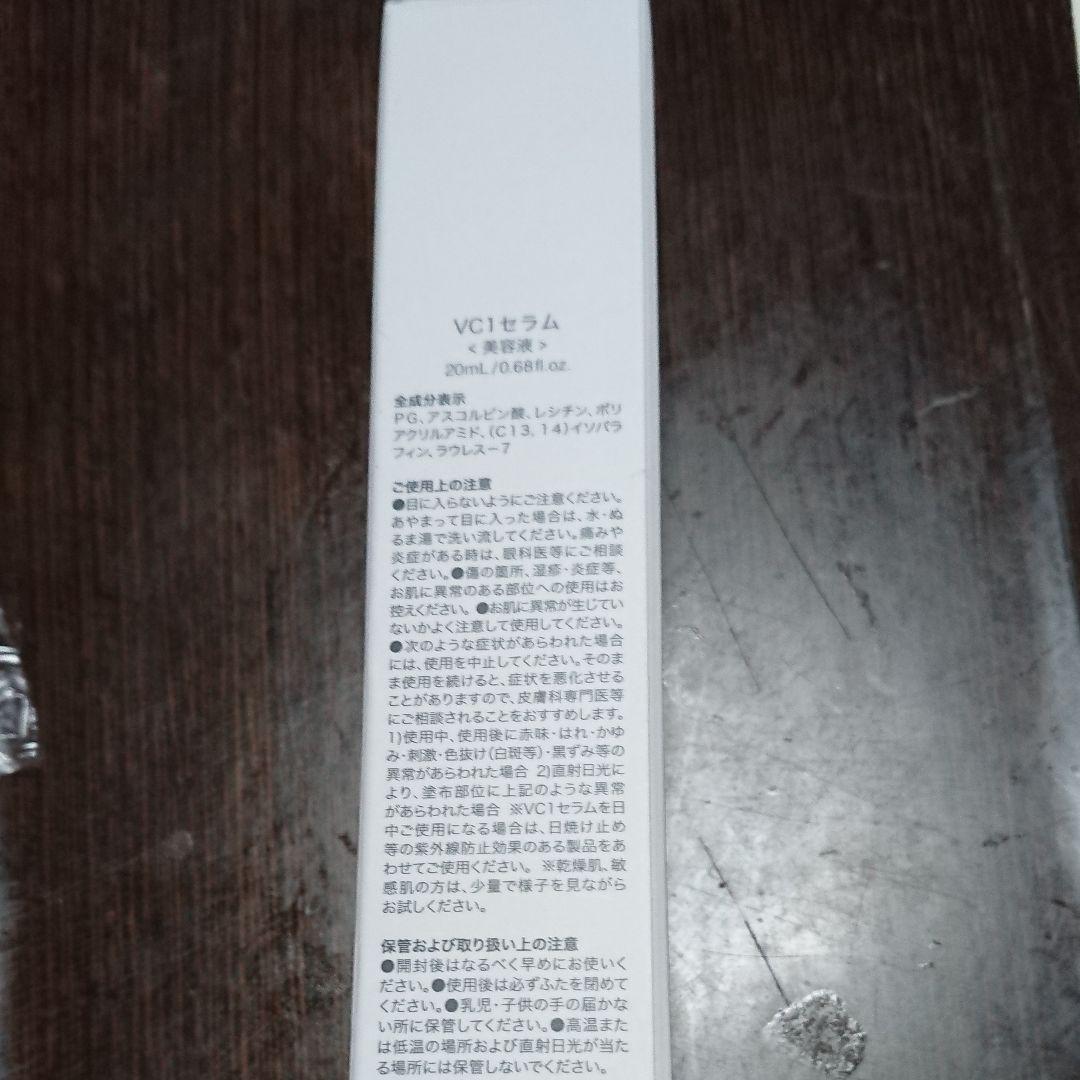 VC1セラム
＜美容液＞
20mL/0.68fl.oz.
全成分表示
PG、アスコルビン酸、レシチン、ポリ
アクリルアミド、(C13, 14)イソパラ
フィン、ラウレス－7
ご使用上の注意
●目に入らないようにご注意ください。
あやまって目に入った場合は、水・ぬ
るま湯で洗い流してください。痛みや
炎症がある時は、眼科医等にご相談
ください。●傷の箇所、湿疹・炎症等、
お肌に異常のある部位への使用はお
控えください。●お肌に異常が生じてい
ないかよく注意して使用してください。
●次のような症状があらわれた場合
には、使用を中止してください。そのま
ま使用を続けると、症状を悪化させる
ことがありますので、皮膚科専門医等
にご相談されることをおすすめします。
1)使用中、使用後に赤味・はれ・かゆ
み・刺激・色抜け(白斑等)・黒ずみ等の
異常があらわれた場合 2)直射日光に
より、塗布部位に上記のような異常
があらわれた場合 ※VC1セラムを日
中ご使用になる場合は、日焼け止め
等の紫外線防止効果のある製品をあ
わせてご使用ください。 ※乾燥肌、敏
感肌の方は、少量で様子を見ながら
お試しください。
保管および取り扱い上の注意
●開封後はなるべく早めにお使いく
ださい。●使用後は必ずふたを閉めて
ください。●乳児・子供の手の届かな
い所に保管してください。●高温また
は低温の場所および直射日光が当た
る場所には保管しないでください。